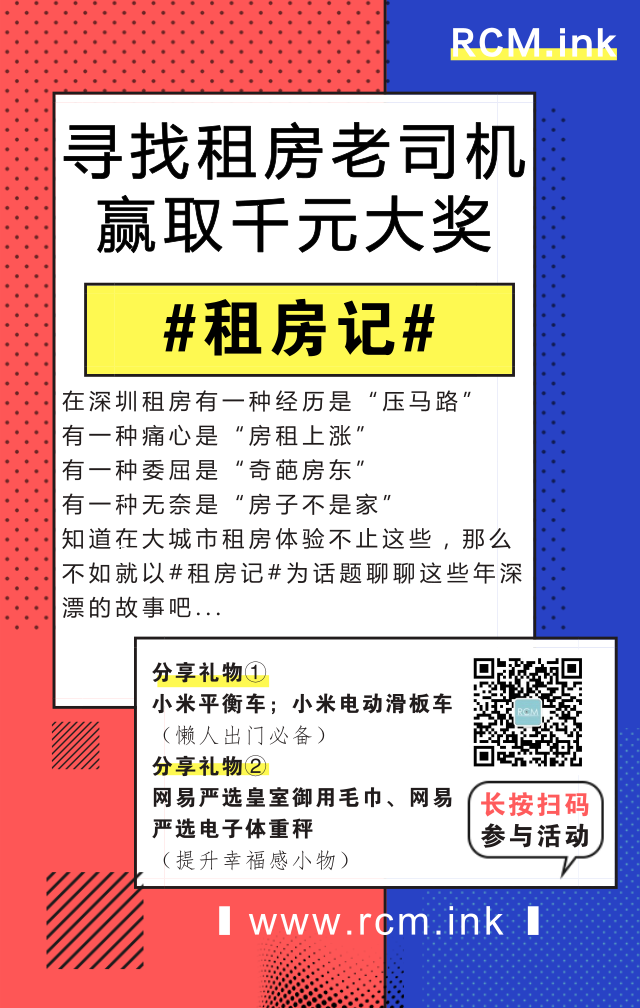 RCM.ink
寻找租房老司机
赢取千元大奖
#租房记#
在深圳租房有一种经历是“压马路”
有一种痛心是“房租上涨”
有一种委屈是“奇葩房东”
有一种无奈是“房子不是家”
知道在大城市租房体验不止这些，那么
不如就以#租房记#为话题聊聊这些年深
漂的故事吧...
分享礼物①
小米平衡车；小米电动滑板车
（懒人出门必备）
分享礼物②
网易严选皇室御用毛巾、网易
严选电子体重秤
（提升幸福感小物）
RCM
长按扫码
参与活动
www.rcm.ink